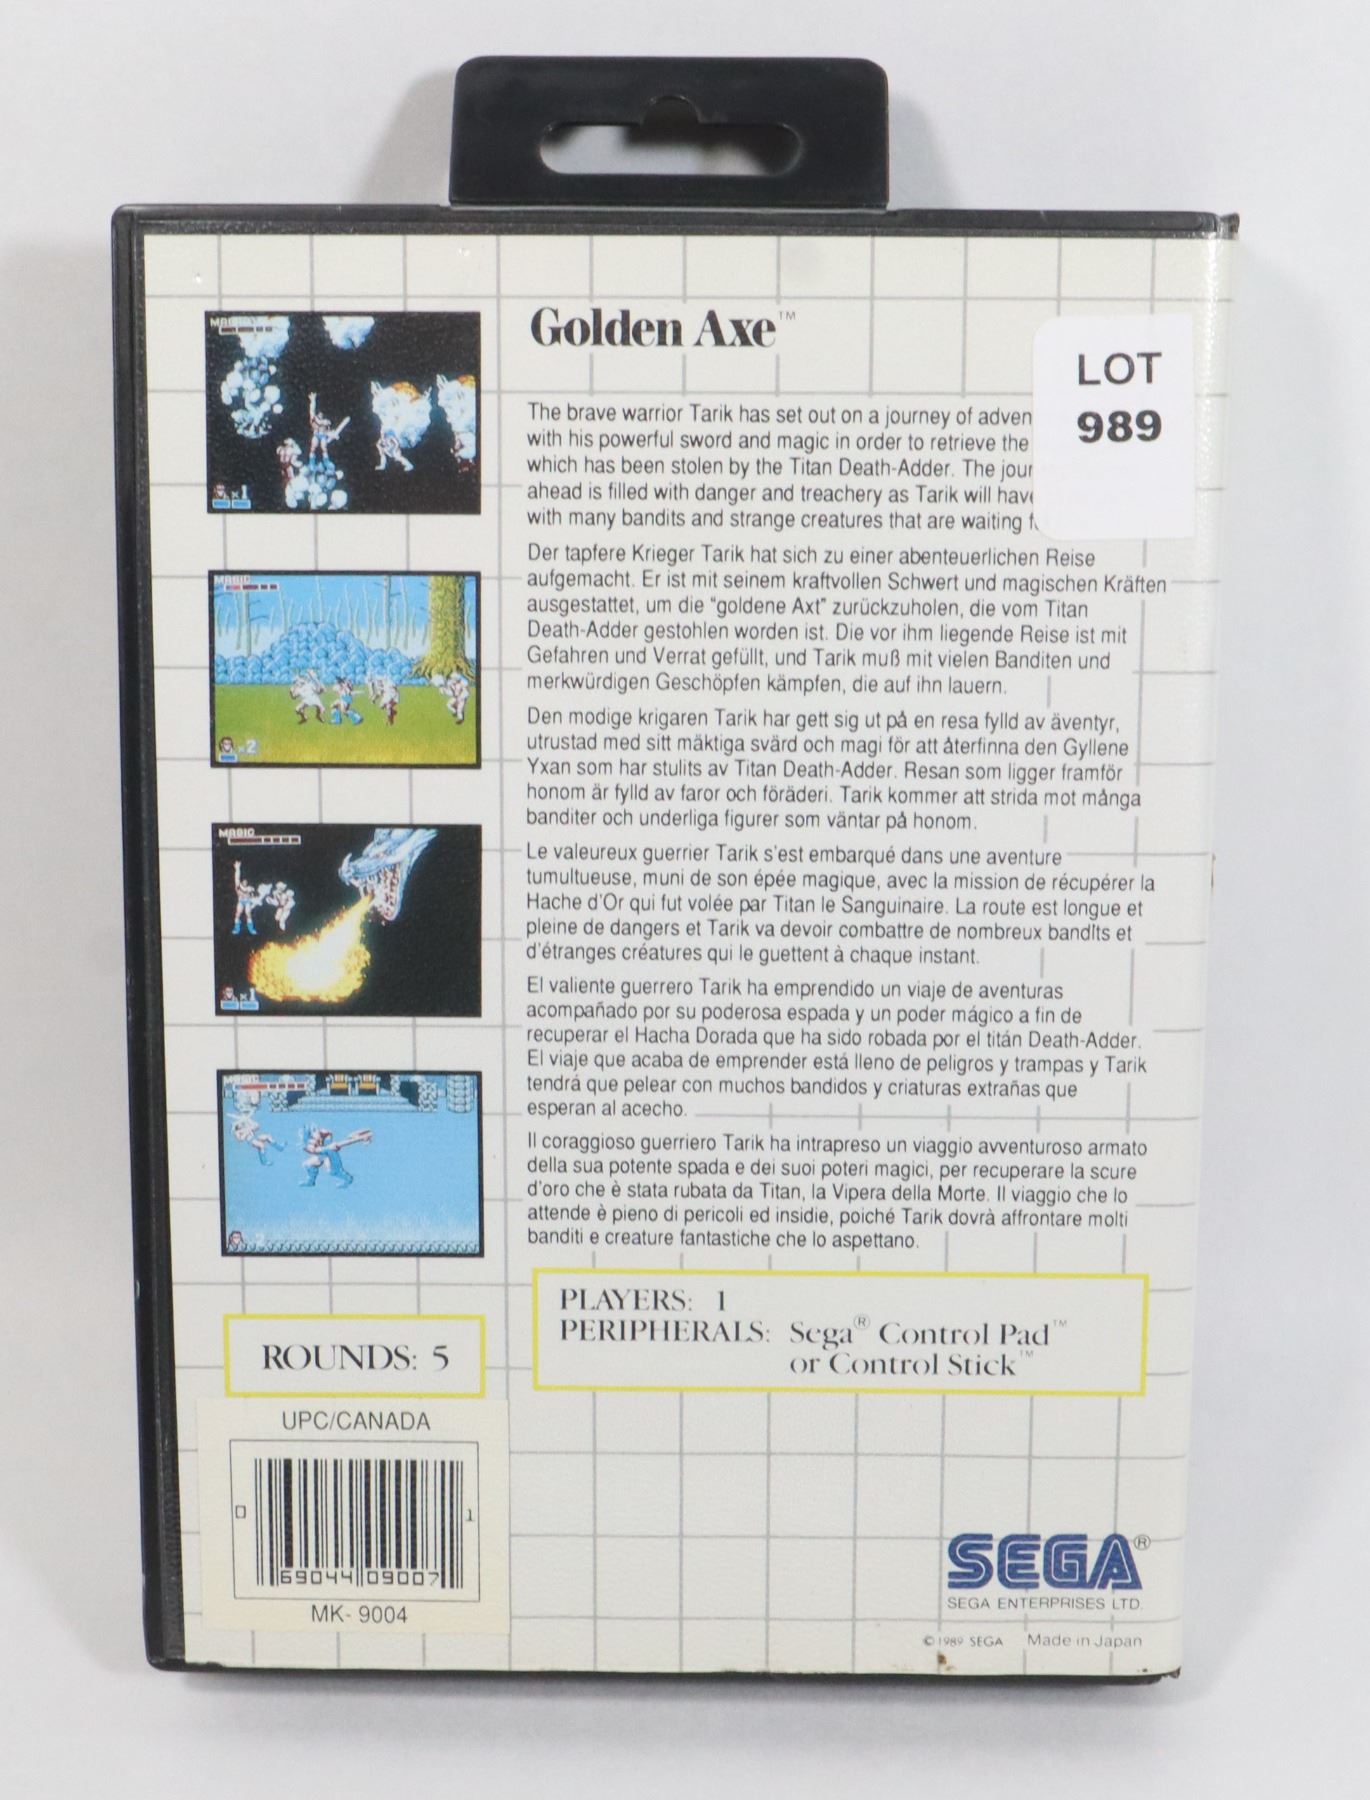 Golden Axe™
LOT
989
The brave warrior Tarik has set out on a journey of
with his powerful sword and magic in order to retrieve the
which has been stolen by the Titan Death-Adder. The
ahead is filled with danger and treachery as Tarik will
with many bandits and strange creatures that are waiting
Der tapfere Krieger Tarik hat sich zu einer abenteuerlichen Reise
aufgemacht. Er ist mit seinem kraftvollen Schwert und magischen Kräften
ausgestattet, um die "goldene Axt" zurückzuholen, die vom Titan
Death-Adder gestohlen worden ist. Die vor ihm liegende Reise ist mit
Gefahren und Verrat gefüllt, und Tarik muß mit vielen Banditen und
merkwürdigen Geschöpfen kämpfen, die auf ihn lauern.
Den modige krigaren Tarik har gett sig ut på en resa fylld av äventyr,
utrustad med sitt mäktiga svärd och magi för att återfinna den Gyllene
Yxan som har stulits av Titan Death-Adder. Resan som ligger framför
honom är fylld av faror och föräderi. Tarik kommer att strida mot många
banditer och underliga figurer som väntar på honom.
Le valeureux guerrier Tarik s'est embarqué dans une aventure
tumultueuse, muni de son épée magique, avec la mission de récupérer la
Hache d'Or qui fut volée par Titan le Sanguinaire. La route est longue et
pleine de dangers et Tarik va devoir combattre de nombreux bandits et
d'étranges créatures qui le guettent à chaque instant.
El valiente guerrero Tarik ha emprendido un viaje de aventuras
acompañado por su poderosa espada y un poder mágico a fin de
recuperar el Hacha Dorada que ha sido robada por el titán Death-Adder.
El viaje que acaba de emprender está lleno de peligros y trampas y Tarik
tendrá que pelear con muchos bandidos y criaturas extrañas que
esperan al acecho.
Il coraggioso guerriero Tarik ha intrapreso un viaggio avventuroso armato
della sua potente spada e dei suoi poteri magici, per recuperare la scure
d'oro che è stata rubata da Titan, la Vipera della Morte. Il viaggio che lo
attende è pieno di pericoli ed insidie, poiché Tarik dovrà affrontare molti
banditi e creature fantastiche che lo aspettano.
MAGIC
x1
MAGIC
x2
MAGIC
x1
MAGIC
ROUNDS: 5
PLAYERS: 1
PERIPHERALS: Sega® Control Pad™
or Control Stick™
UPC/CANADA
0 69044 09007 1
MK- 9004
SEGA®
SEGA ENTERPRISES LTD.
© 1989 SEGA Made in Japan